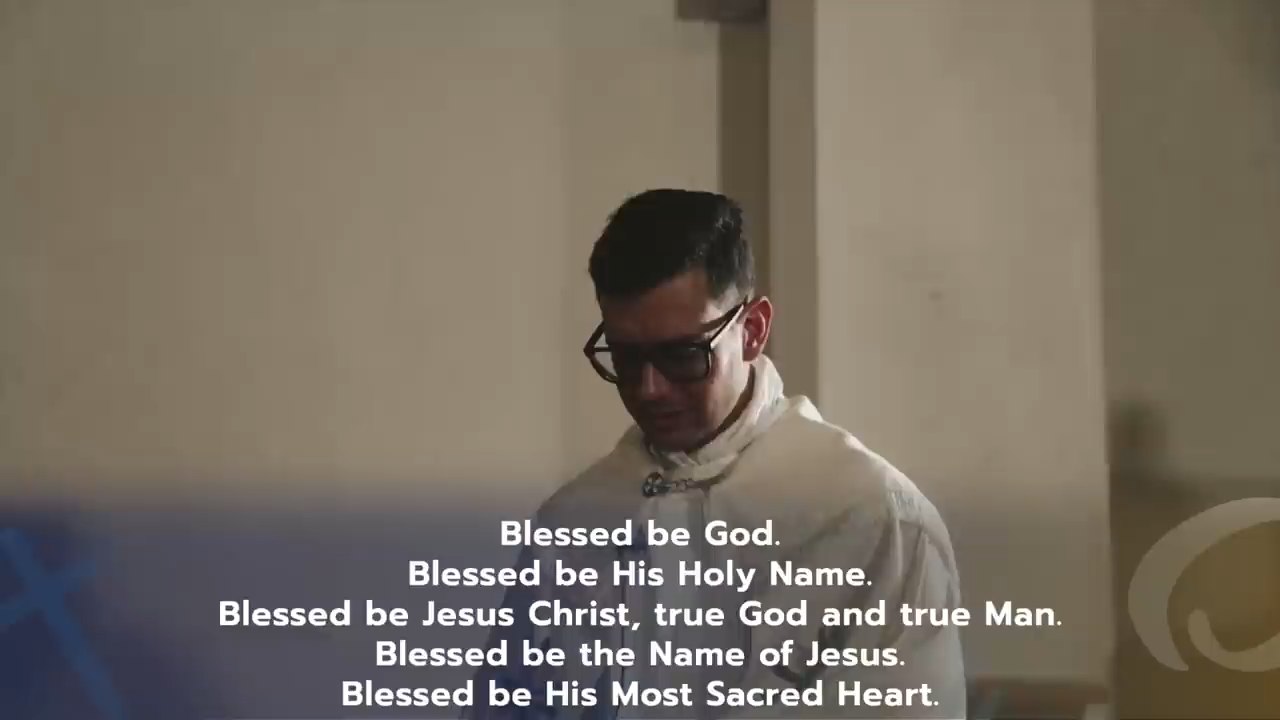 Blessed be God.
Blessed be His Holy Name.
Blessed be Jesus Christ, true God and true Man.
Blessed be the Name of Jesus.
Blessed be His Most Sacred Heart.